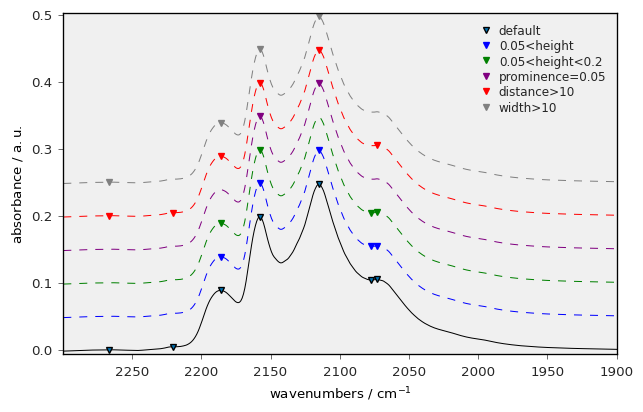 0.5
0.4
0.3
0.2
0.1
0.0
absorbance / a. u.
default
0.05<height
0.05<height<0.2
prominence=0.05
distance>10
width>10
2250 2200 2150 2100 2050 2000 1950 1900
wavenumbers / cm⁻¹